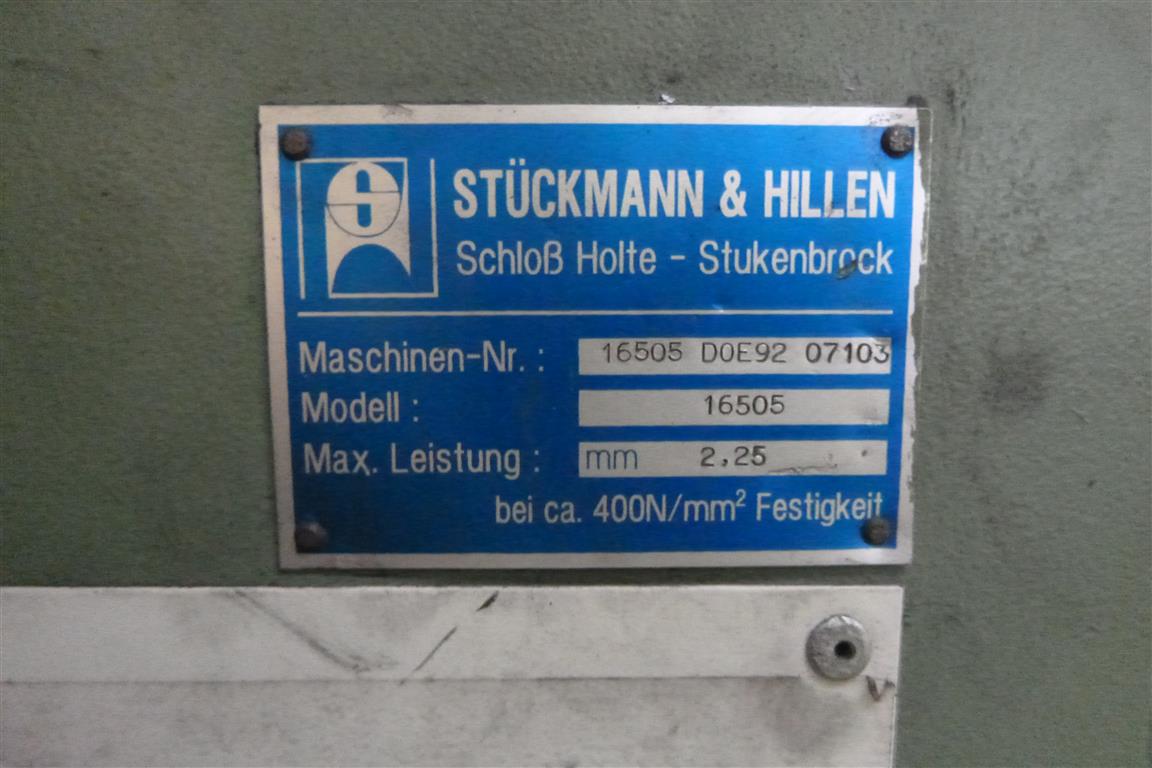 S
STÜCKMANN & HILLEN
Schloß Holte - Stukenbrock
Maschinen-Nr. : 16505 D0E92 07103
Modell : 16505
Max. Leistung : mm 2,25
bei ca. 400N/mm² Festigkeit